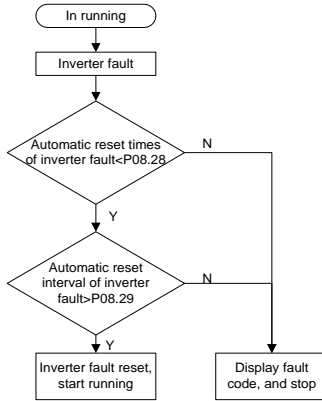 In running
Inverter fault
Automatic reset times
of inverter fault<P08.28
N
Y
Automatic reset
interval of inverter
fault>P08.29
N
Y
Inverter fault reset,
start running
Display fault
code, and stop